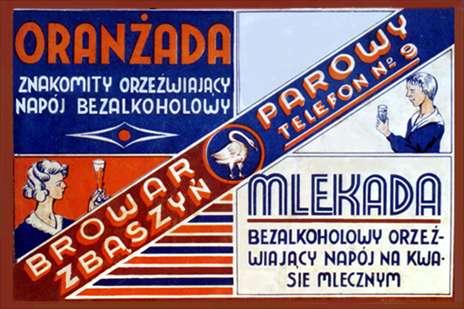 ORANŻADA
ZNAKOMITY ORZEŹWIAJĄCY
NAPÓJ BEZALKOHOLOWY
BROWAR PAROWY
ZBĄSZYŃ TELEFON No 9
MLEKADA
BEZALKOHOLOWY ORZEŹ-
WIAJĄCY NAPÓJ NA KWA-
SIE MLECZNYM